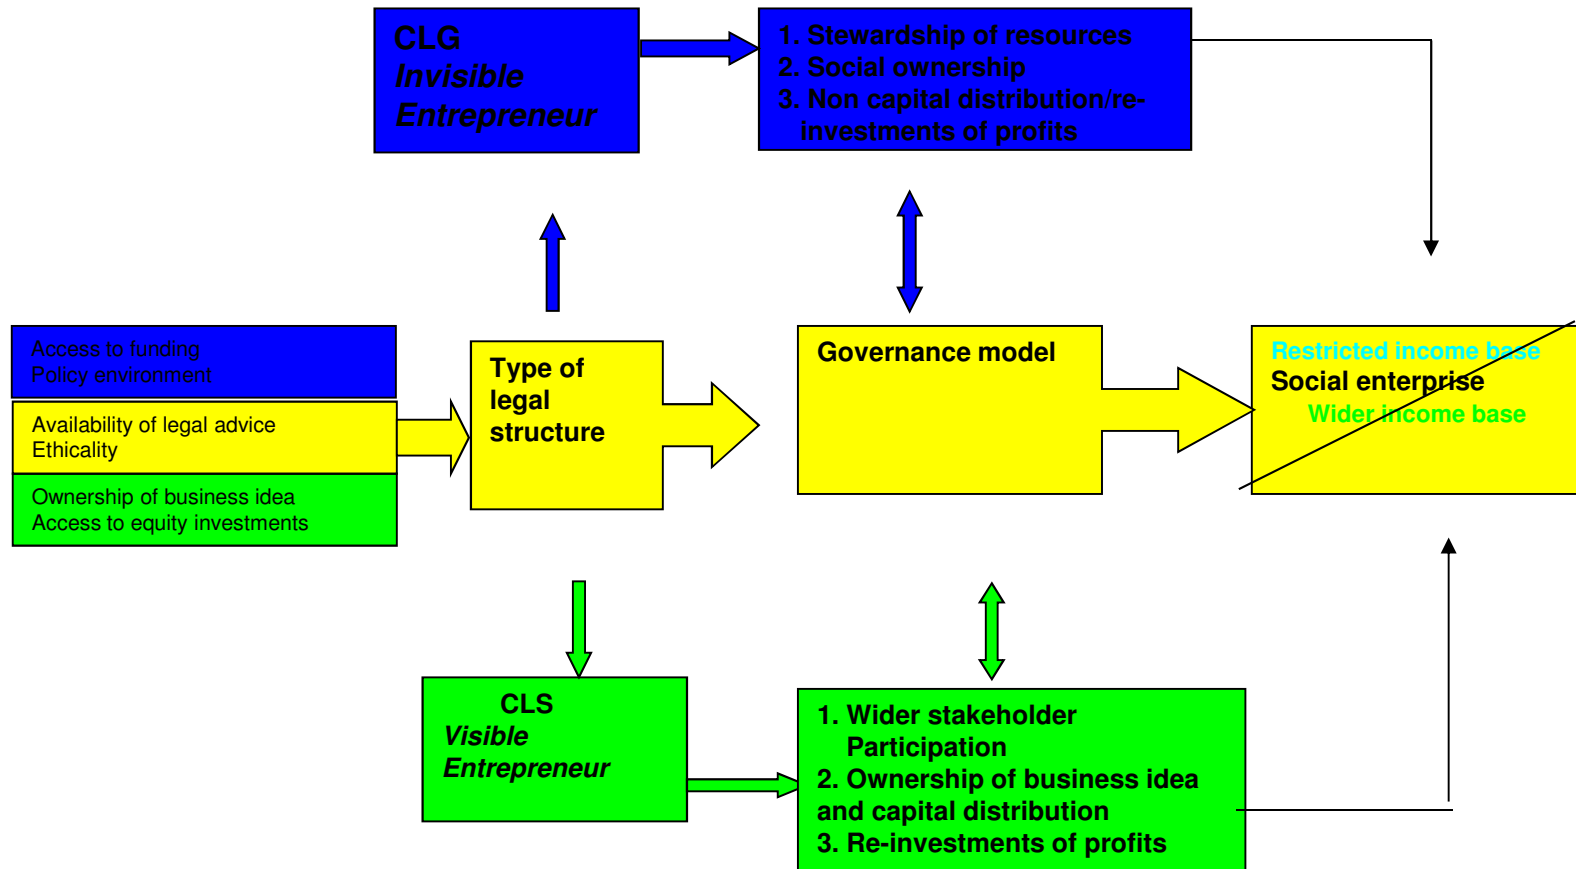 CLG
Invisible
Entrepreneur
1. Stewardship of resources
2. Social ownership
3. Non capital distribution/re-
investments of profits
Access to funding
Policy environment
Availability of legal advice
Ethicality
Ownership of business idea
Access to equity investments
Type of
legal
structure
Governance model
Restricted income base
Social enterprise
Wider income base
CLS
Visible
Entrepreneur
1. Wider stakeholder
Participation
2. Ownership of business idea
and capital distribution
3. Re-investments of profits